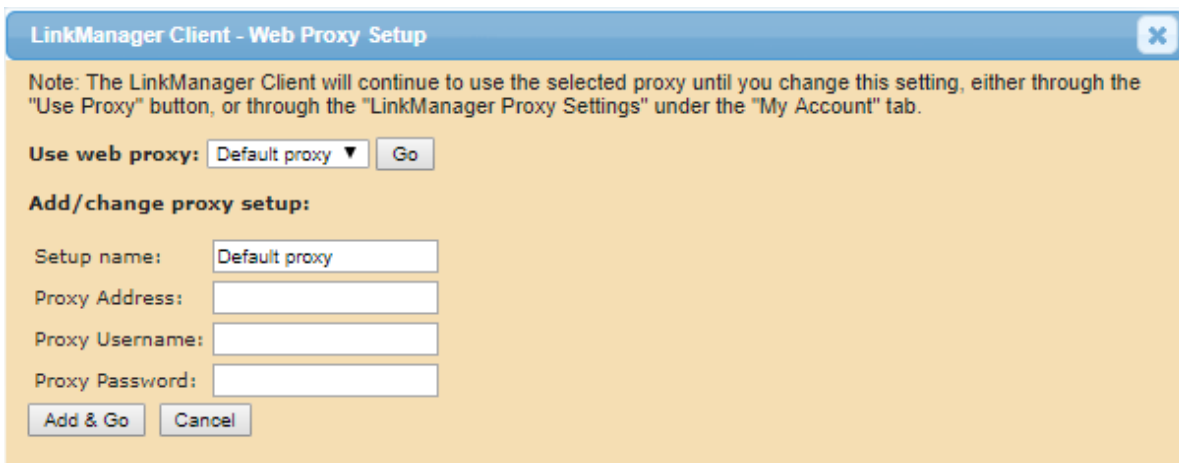 LinkManager Client - Web Proxy Setup
Note: The LinkManager Client will continue to use the selected proxy until you change this setting, either through the
"Use Proxy" button, or through the "LinkManager Proxy Settings" under the "My Account" tab.
Use web proxy: Default proxy ▼ Go
Add/change proxy setup:
Setup name: Default proxy
Proxy Address:
Proxy Username:
Proxy Password:
Add & Go Cancel